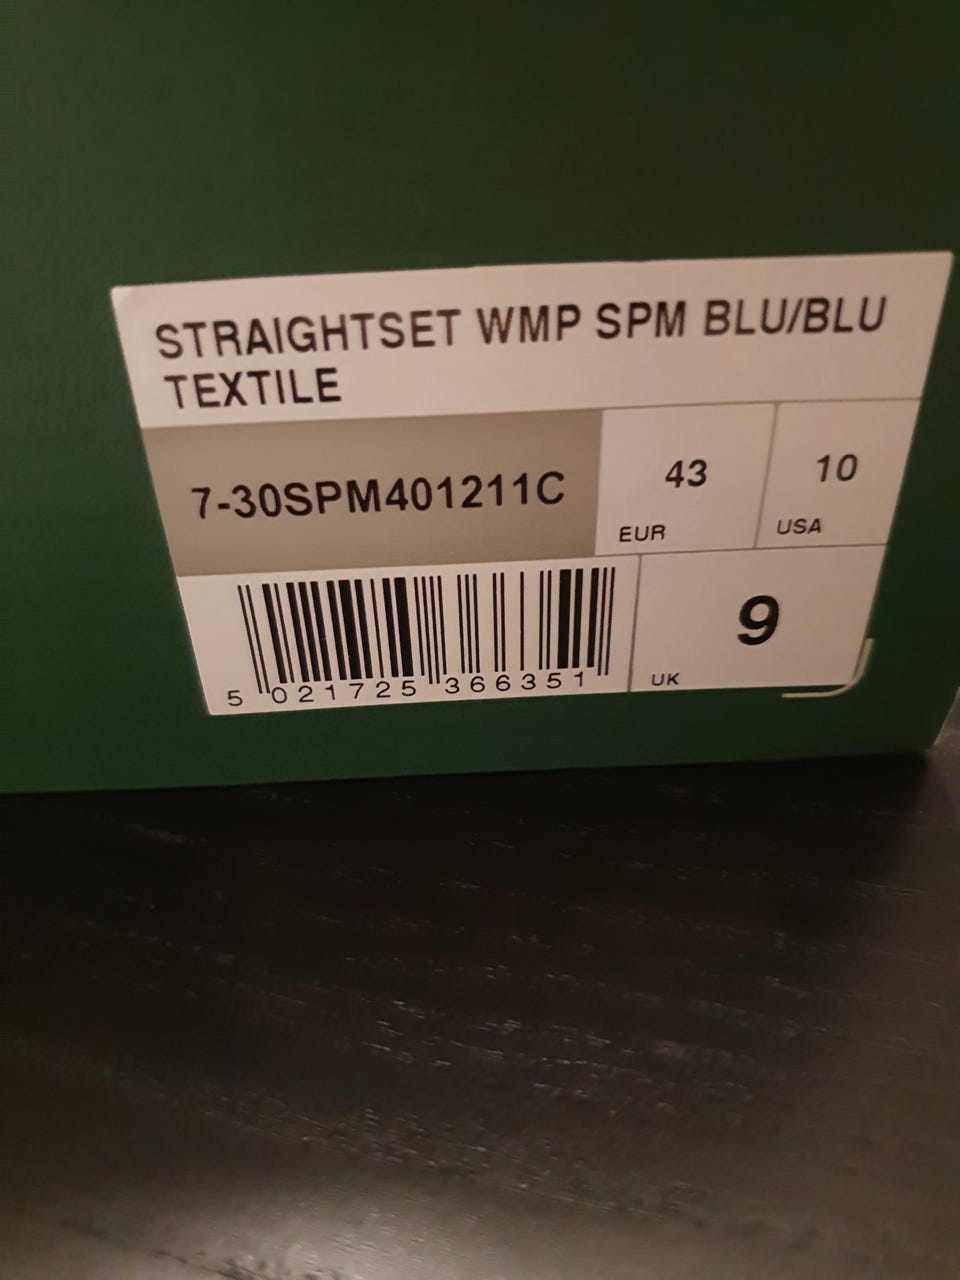 STRAIGHTSET WMP SPM BLU/BLU
TEXTILE
7-30SPM401211C
43
EUR
10
USA
5 021725 366351
9
UK